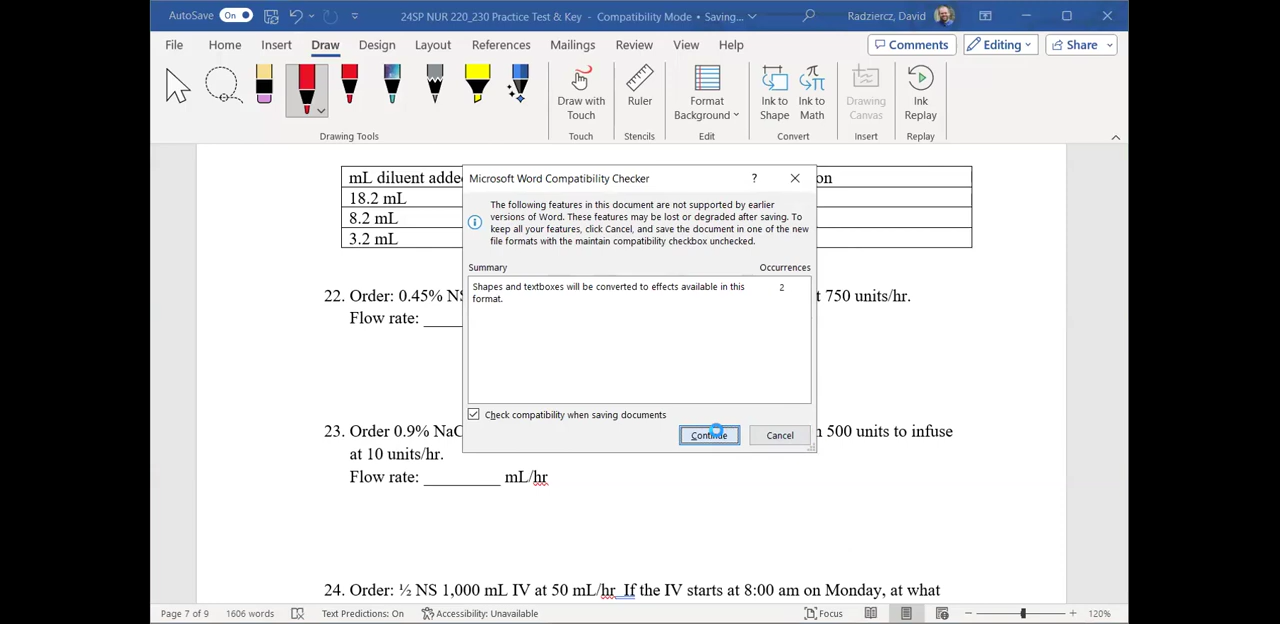 AutoSave On 24SP NUR 220_230 Practice Test & Key - Compatibility Mode • Saving... Radziercz, David
File Home Insert Draw Design Layout References Mailings Review View Help Comments Editing Share
Draw with Touch Ruler Format Background Ink to Shape Ink to Math Drawing Canvas Ink Replay
Drawing Tools Touch Stencils Edit Convert Insert Replay
mL diluent adde on
18.2 mL
8.2 mL
3.2 mL
Microsoft Word Compatibility Checker ?
The following features in this document are not supported by earlier
versions of Word. These features may be lost or degraded after saving. To
keep all your features, click Cancel, and save the document in one of the new
file formats with the maintain compatibility checkbox unchecked.
Summary Occurrences
Shapes and textboxes will be converted to effects available in this 2
format.
Check compatibility when saving documents
Continue Cancel
22. Order: 0.45% NS t 750 units/hr.
Flow rate: ________
23. Order 0.9% NaC n 500 units to infuse
at 10 units/hr.
Flow rate: _________ mL/hr
24. Order: ½ NS 1,000 mL IV at 50 mL/hr If the IV starts at 8:00 am on Monday, at what
Page 7 of 9 1606 words Text Predictions: On Accessibility: Unavailable Focus 120%